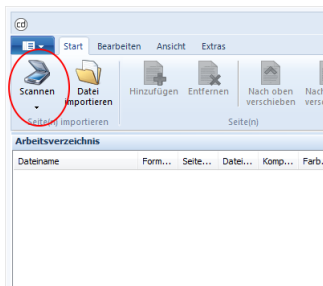 cd
Start Bearbeiten Ansicht Extras
Scannen Datei importieren Hinzufügen Entfernen Nach oben verschieben Nach
Seite(n) importieren Seite(n)
Arbeitsverzeichnis
Dateiname Form... Seite... Datei... Komp... Farb...